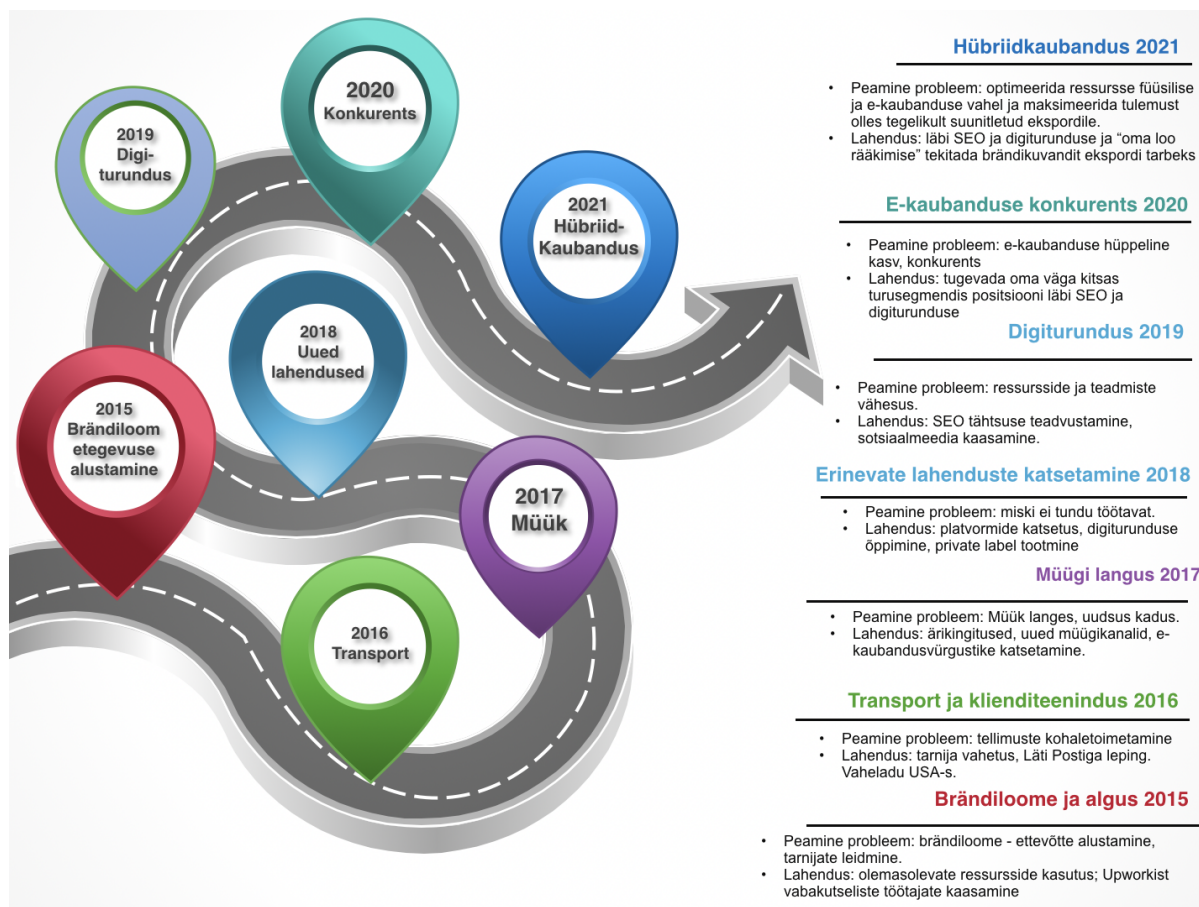 2020
Konkurents
2019
Digi-
turundus
2021
Hübriid-
Kaubandus
2018
Uued
lahendused
2015
Brändiloom
etegevuse
alustamine
2017
Müük
2016
Transport
Hübriidkaubandus 2021
• Peamine probleem: optimeerida ressursse füüsilise
ja e-kaubanduse vahel ja maksimeerida tulemust
olles tegelikult suunitletud ekspordile.
• Lahendus: läbi SEO ja digiturunduse ja “oma loo
rääkimise” tekitada brändikuvandit ekspordi tarbeks
E-kaubanduse konkurents 2020
• Peamine probleem: e-kaubanduse hüppeline
kasv, konkurents
• Lahendus: tugevada oma väga kitsas
turusegmendis positsiooni läbi SEO ja
digiturunduse
Digiturundus 2019
• Peamine probleem: ressursside ja teadmiste
vähesus.
• Lahendus: SEO tähtsuse teadvustamine,
sotsiaalmeedia kaasamine.
Erinevate lahenduste katsetamine 2018
• Peamine probleem: miski ei tundu töötavat.
• Lahendus: platvormide katsetus, digiturunduse
õppimine, private label tootmine
Müügi langus 2017
• Peamine probleem: Müük langes, uudsus kadus.
• Lahendus: ärikingitused, uued müügikanalid, e-
kaubandusvürgustike katsetamine.
Transport ja klienditeenindus 2016
• Peamine probleem: tellimuste kohaletoimetamine
• Lahendus: tarnija vahetus, Läti Postiga leping.
Vaheladu USA-s.
Brändiloome ja algus 2015
• Peamine probleem: brändiloome - ettevõtte alustamine,
tarnijate leidmine.
• Lahendus: olemasolevate ressursside kasutus; Upworkist
vabakutseliste töötajate kaasamine